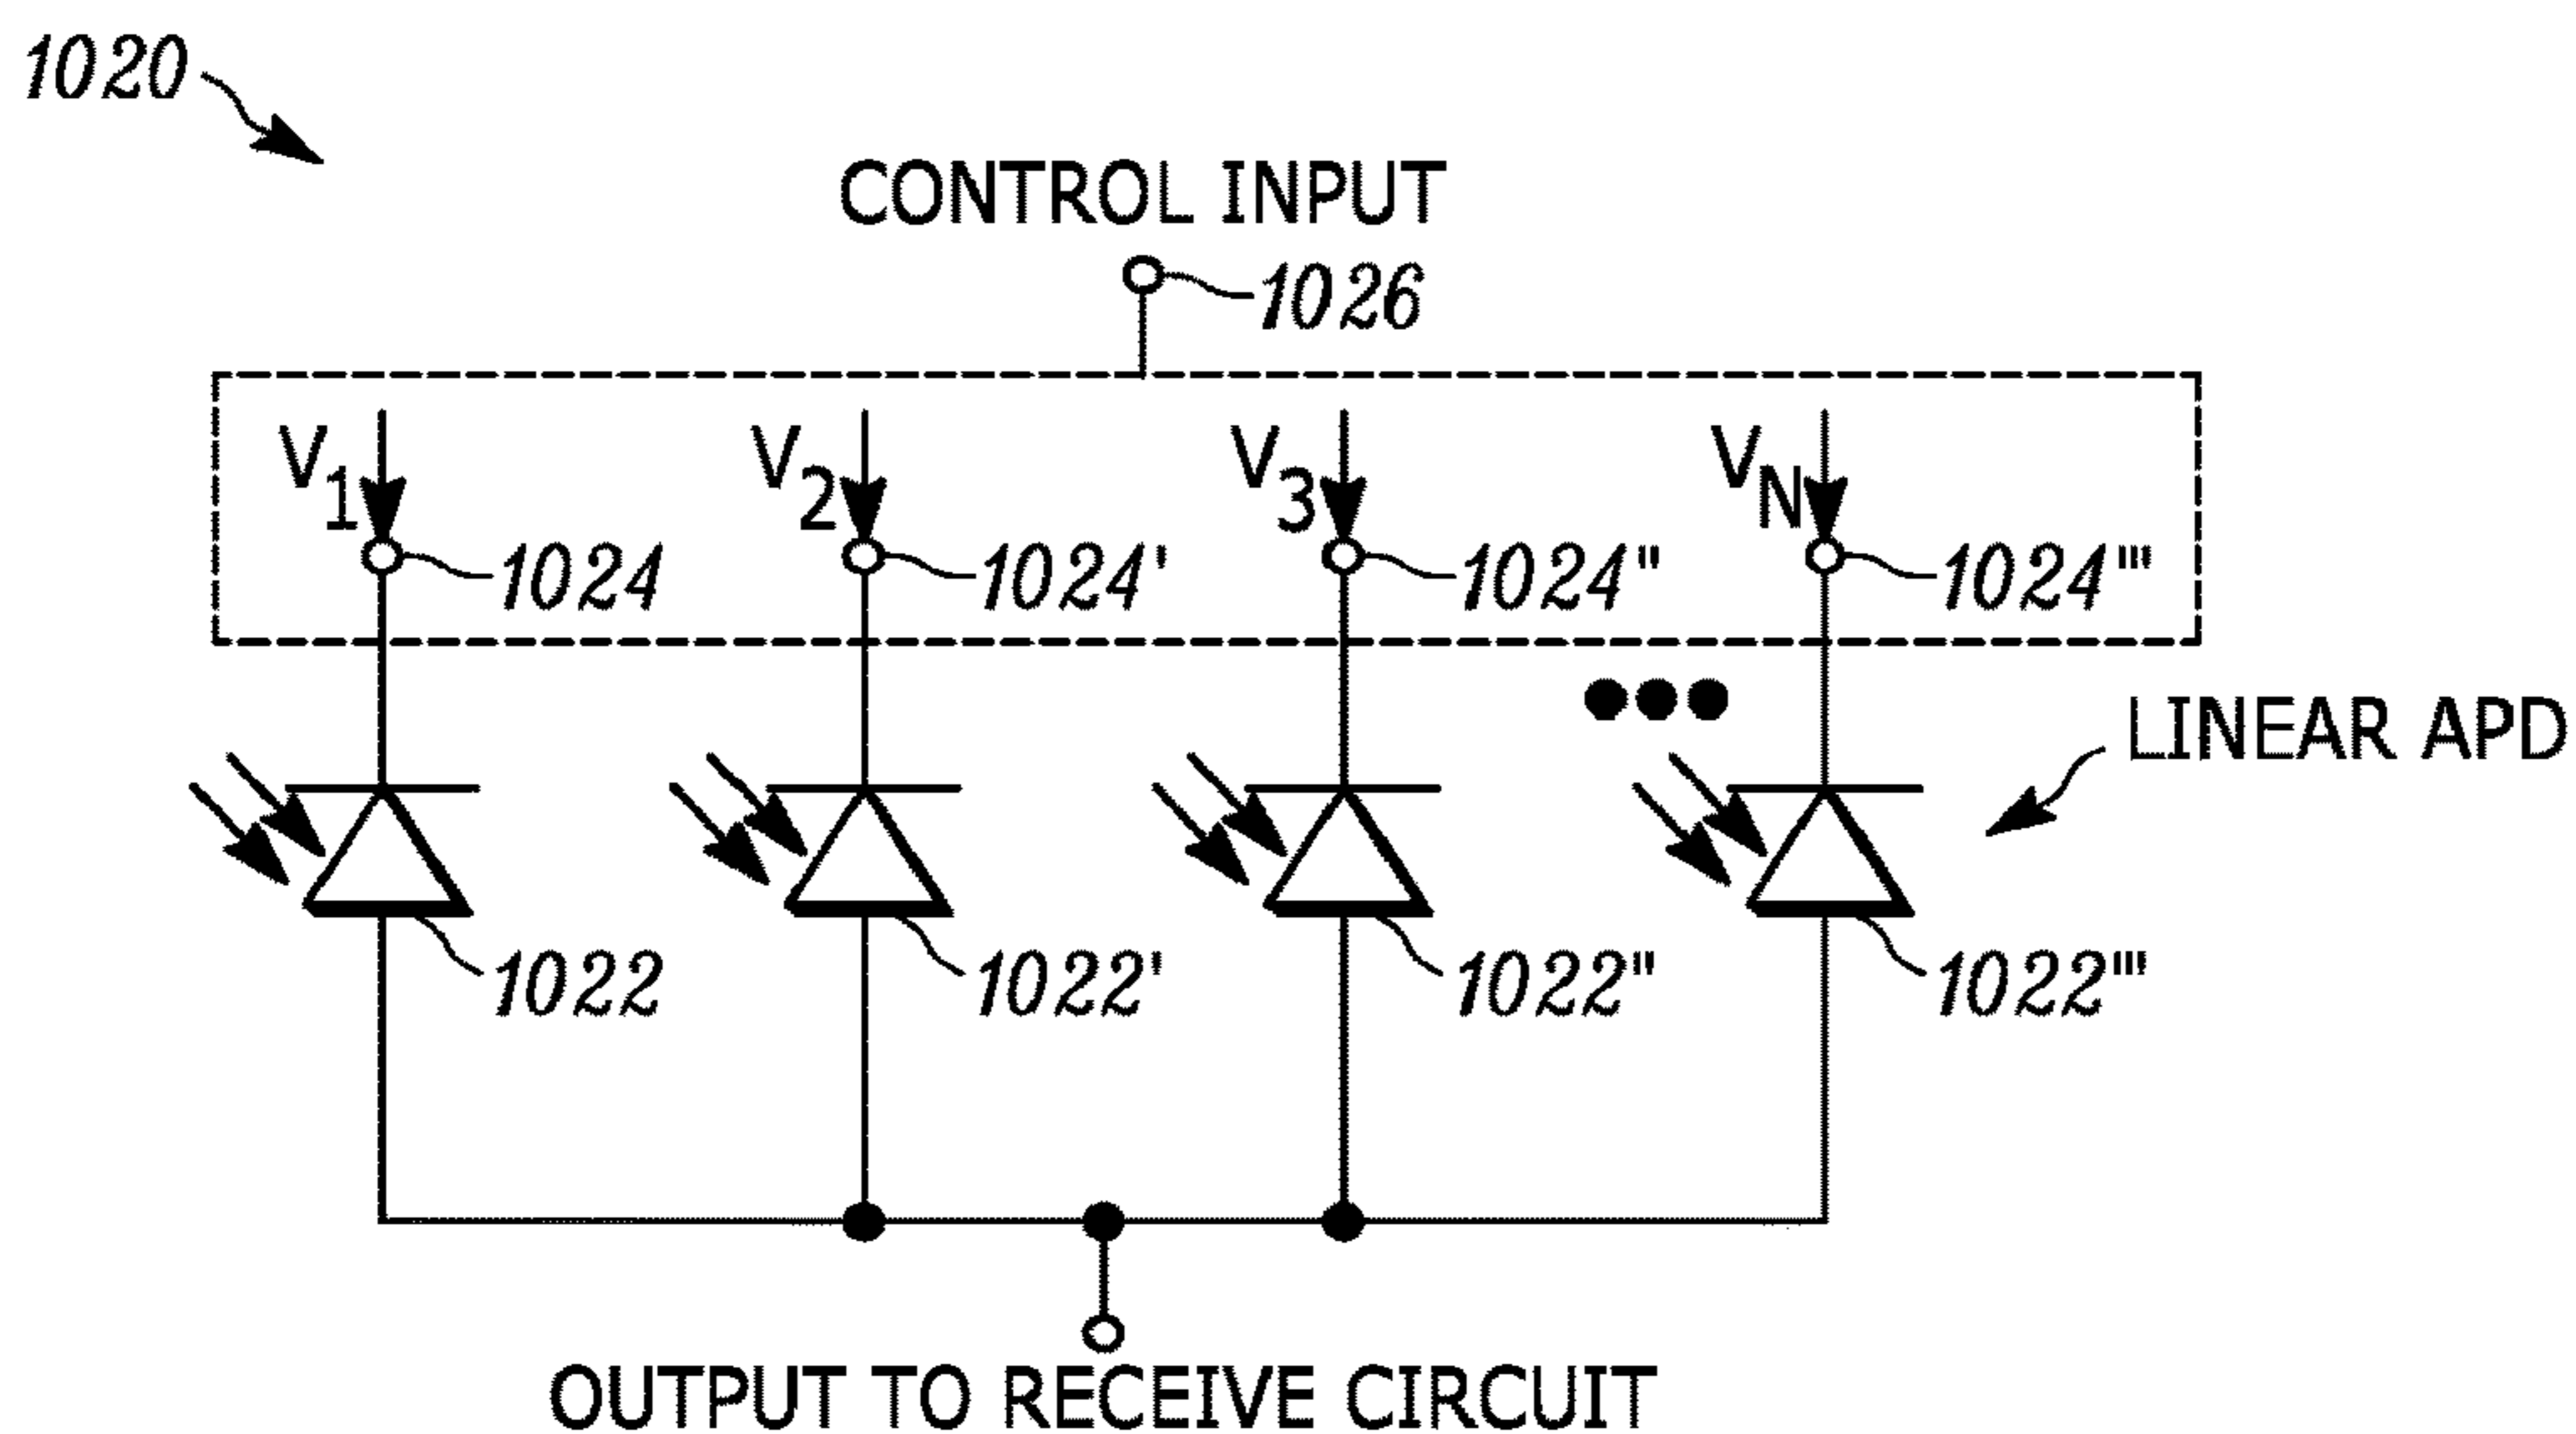 1020
CONTROL INPUT
1026
V1 V2 V3 VN
1024 1024' 1024" 1024'"
LINEAR APD
1022 1022' 1022" 1022'"
OUTPUT TO RECEIVE CIRCUIT